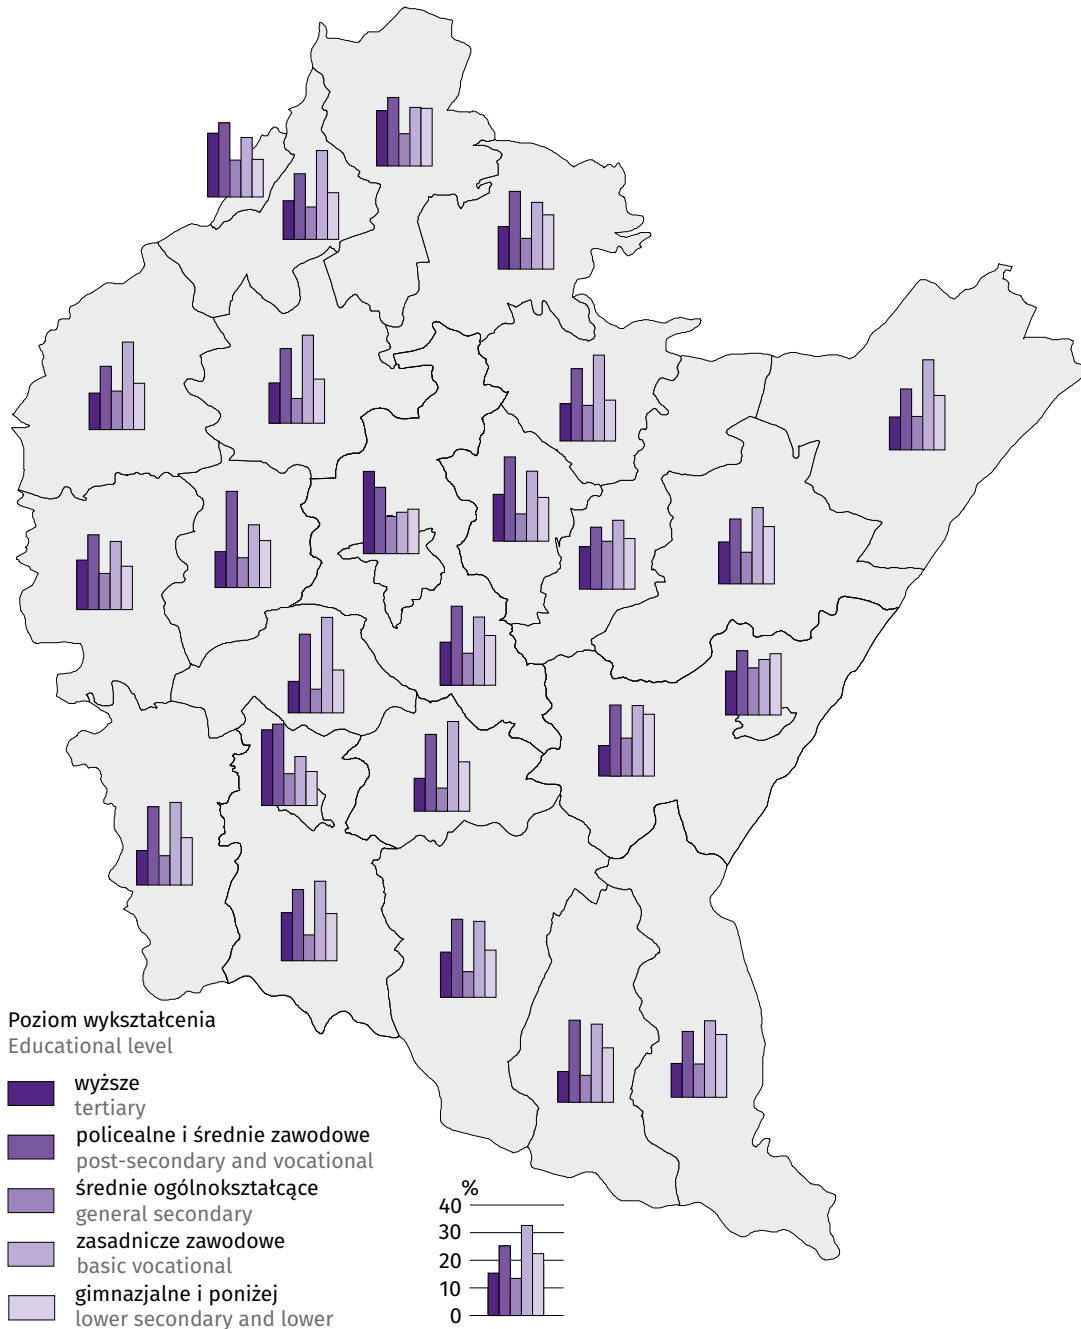 Poziom wykształcenia
Educational level
wyższe
tertiary
policealne i średnie zawodowe
post-secondary and vocational
średnie ogólnokształcące
general secondary
zasadnicze zawodowe
basic vocational
gimnazjalne i poniżej
lower secondary and lower
%
40
30
20
10
0